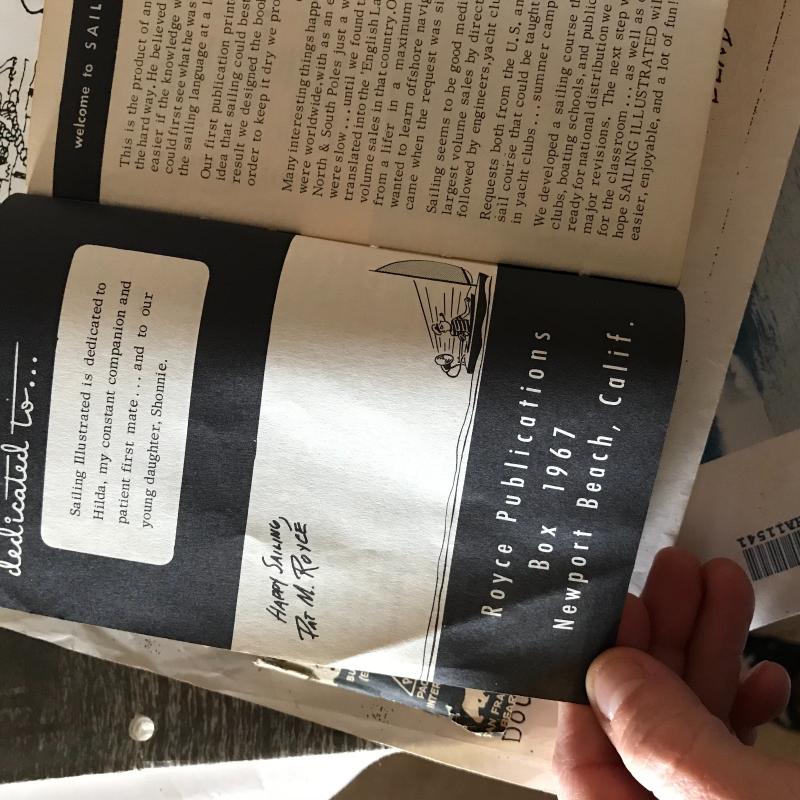 dedicated to...
Sailing Illustrated is dedicated to
Hilda, my constant companion and
patient first mate... and to our
young daughter, Shonnie.
HAPPY SAILING,
PAT M. ROYCE
Royce Publications
Box 1967
Newport Beach, Calif.
welcome to SAIL
This is the product of an
the hard way. He believed
easier if the knowledge w
could first see what he was
the sailing language at a l
Our first publication print
idea that sailing could best
result we designed the book
order to keep it dry we pro
Many interesting things happ
were worldwide, with as an e
North & South Poles just a w
were slow ... until we found t
translated into the 'English La
volume sales in that country. O
from a lifer in a maximum
wanted to learn offshore navig
came when the request was si
Sailing seems to be good medi
largest volume sales by direct
followed by engineers, yacht clu
Requests both from the U.S. an
sail course that could be taught
in yacht clubs .... summer camp
We developed a sailing course th
clubs, boating schools, and public
ready for national distribution we
major revisions. The next step w
for the classroom ... as well as
hope SAILING ILLUSTRATED wil
easier, enjoyable, and a lot of fun!
ZA11541